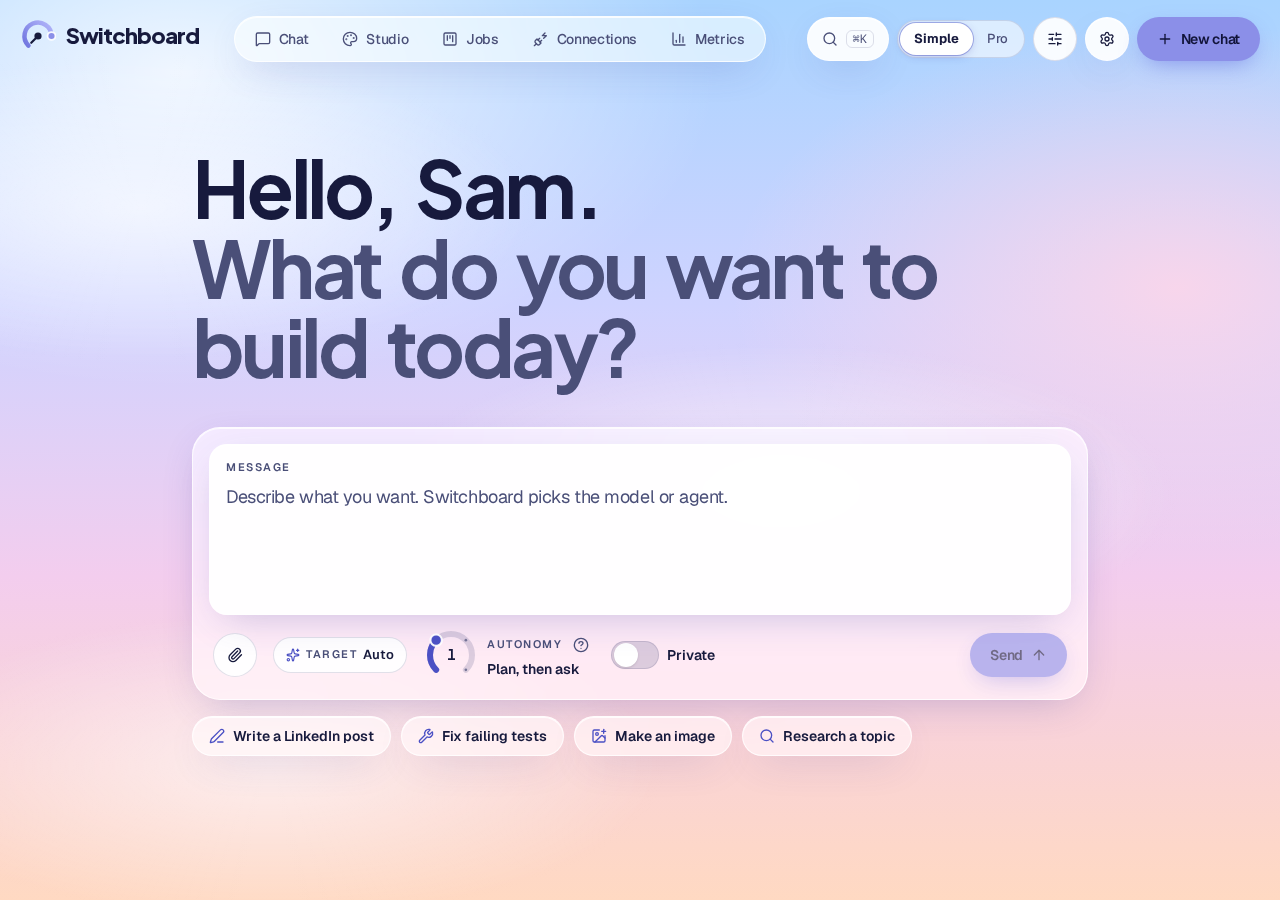 Switchboard
Chat
Studio
Jobs
Connections
Metrics
⌘K
Simple
Pro
New chat
Hello, Sam.
What do you want to
build today?
MESSAGE
Describe what you want. Switchboard picks the model or agent.
TARGET Auto
1
AUTONOMY
Plan, then ask
Private
Send
Write a LinkedIn post
Fix failing tests
Make an image
Research a topic